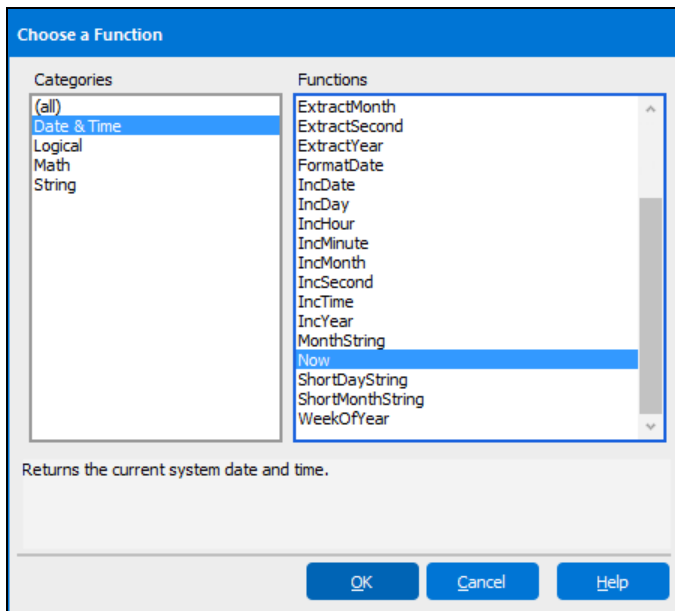 Choose a Function
Categories
(all)
Date & Time
Logical
Math
String
Functions
ExtractMonth
ExtractSecond
ExtractYear
FormatDate
IncDate
IncDay
IncHour
IncMinute
IncMonth
IncSecond
IncTime
IncYear
MonthString
Now
ShortDayString
ShortMonthString
WeekOfYear
Returns the current system date and time.
OK
Cancel
Help